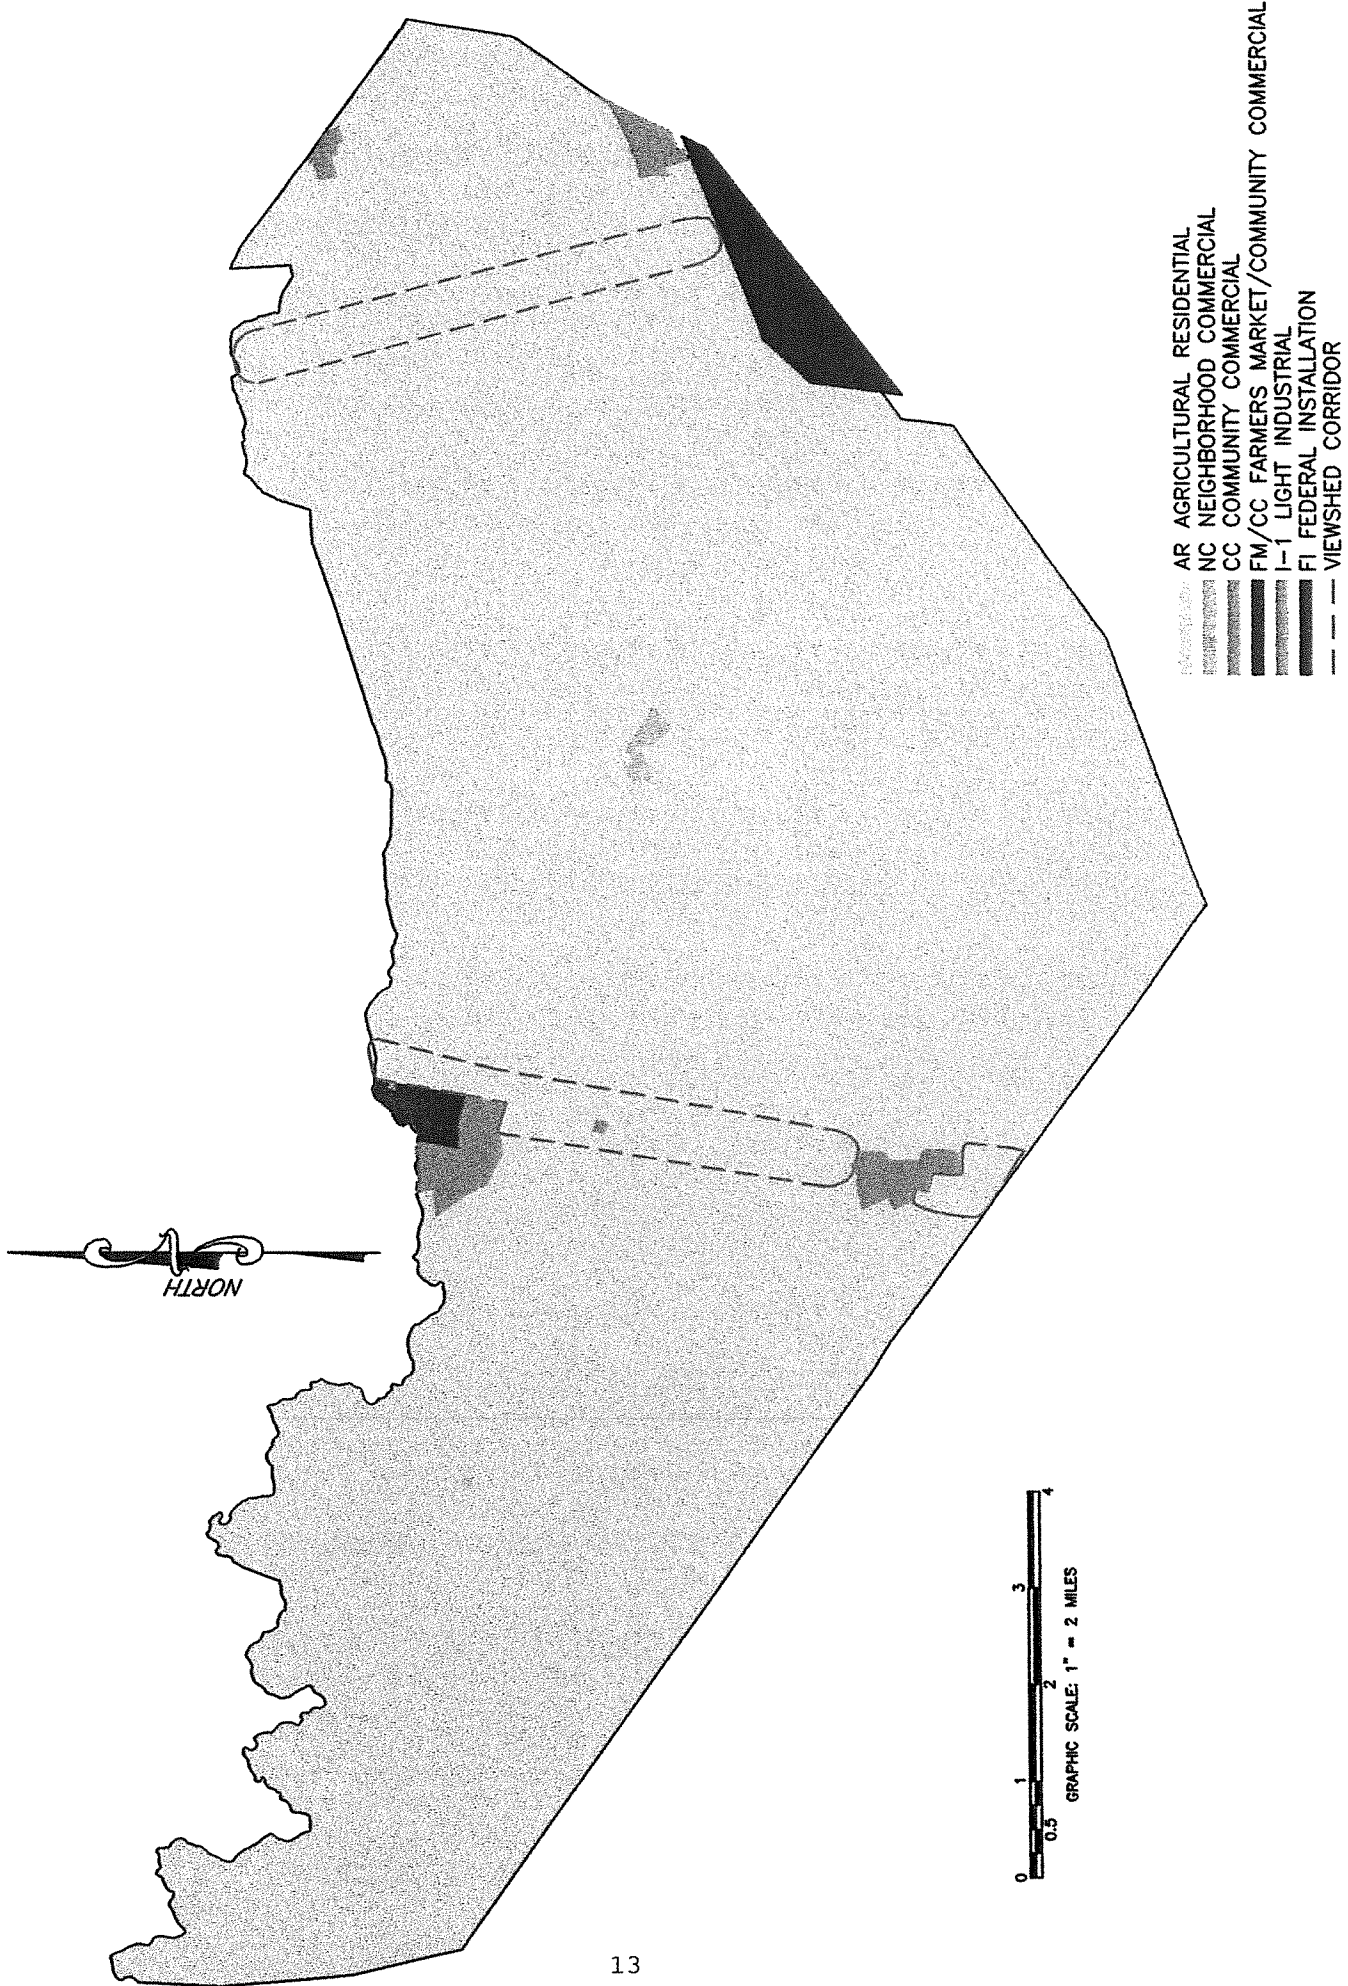 NORTH
AR AGRICULTURAL RESIDENTIAL
NC NEIGHBORHOOD COMMERCIAL
CC COMMUNITY COMMERCIAL
FM/CC FARMERS MARKET/COMMUNITY COMMERCIAL
I-1 LIGHT INDUSTRIAL
FI FEDERAL INSTALLATION
VIEWSHED CORRIDOR
0 0.5 1 2 3 4
GRAPHIC SCALE: 1" = 2 MILES
13